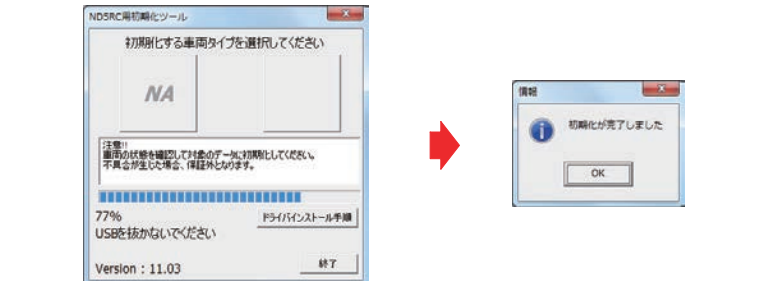 ND5RC用初期化ツール
初期化する車両タイプを選択してください
NA
注意!!
車両の状態を確認して対象のデータに初期化してください。
不具合が生じた場合、保証外となります。
77%
ドライバインストール手順
USBを抜かないでください
Version : 11.03
終了
情報
初期化が完了しました
OK